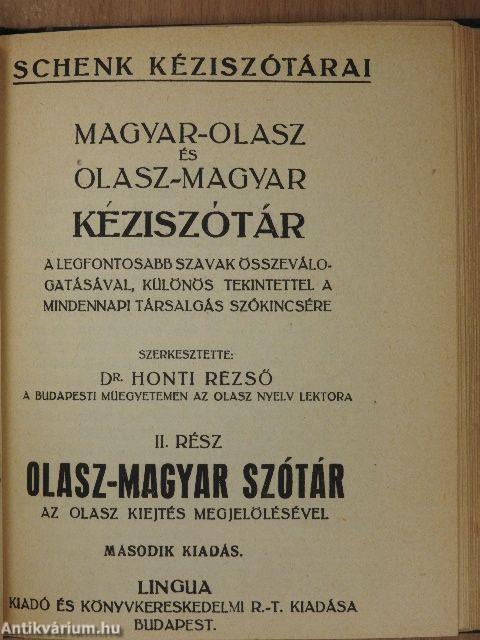 SCHENK KÉZISZÓTÁRAI
MAGYAR-OLASZ
ÉS
OLASZ-MAGYAR
KÉZISZÓTÁR
A LEGFONTOSABB SZAVAK ÖSSZEVÁLO-
GATÁSÁVAL, KÜLÖNÖS TEKINTETTEL A
MINDENNAPI TÁRSALGÁS SZÓKINCSÉRE
SZERKESZTETTE:
DR. HONTI REZSŐ
A BUDAPESTI MŰEGYETEMEN AZ OLASZ NYELV LEKTORA
II. RÉSZ
OLASZ-MAGYAR SZÓTÁR
AZ OLASZ KIEJTÉS MEGJELÖLÉSÉVEL
MÁSODIK KIADÁS.
LINGUA
KIADÓ ÉS KÖNYVKERESKEDELMI R.-T. KIADÁSA
BUDAPEST.
Antikvárium.hu